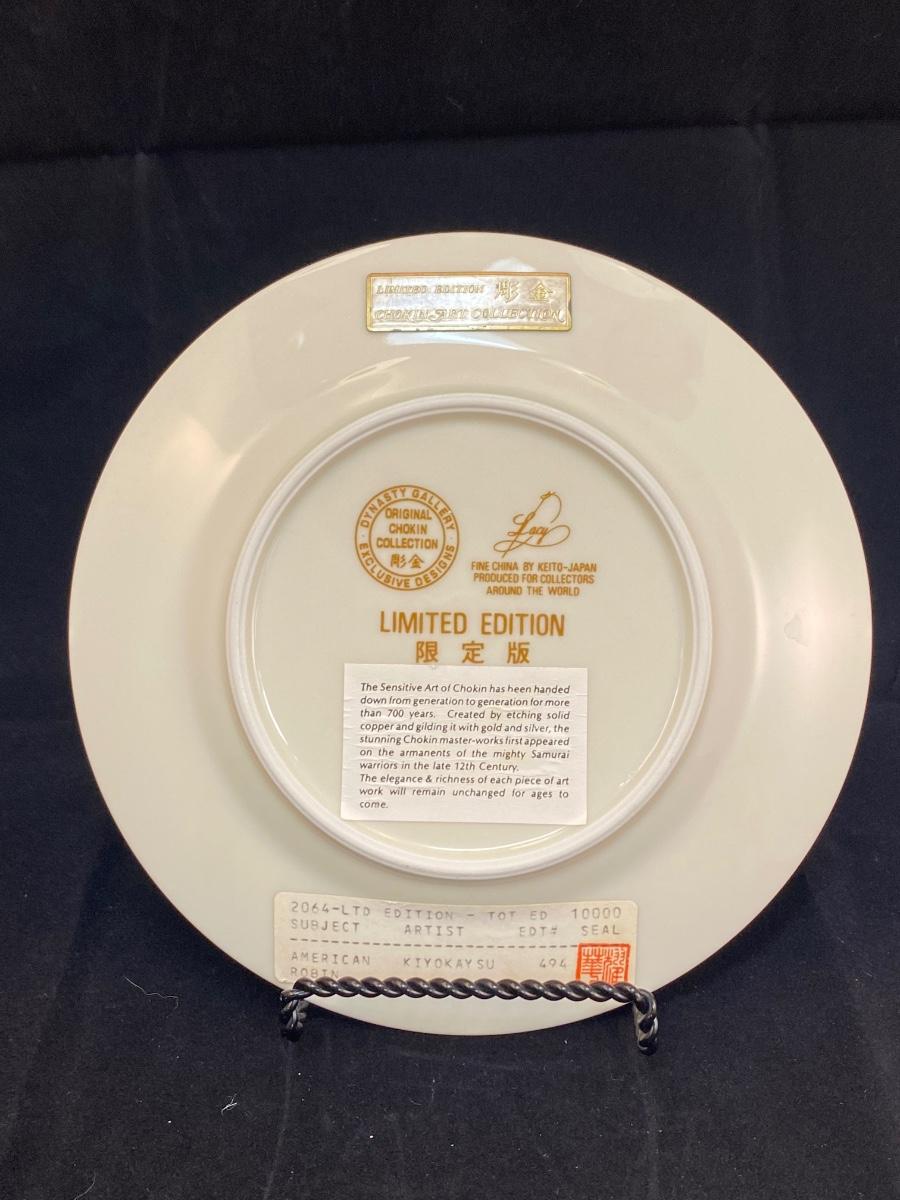 LIMITED EDITION 彫金
CHOKIN ART COLLECTION
DYNASTY GALLERY
ORIGINAL
CHOKIN
COLLECTION
彫金
EXCLUSIVE DESIGNS
Lacy
FINE CHINA BY KEITO-JAPAN
PRODUCED FOR COLLECTORS
AROUND THE WORLD
LIMITED EDITION
限定版
The Sensitive Art of Chokin has been handed
down from generation to generation for more
than 700 years. Created by etching solid
copper and gilding it with gold and silver, the
stunning Chokin master-works first appeared
on the armanents of the mighty Samurai
warriors in the late 12th Century.
The elegance & richness of each piece of art
work will remain unchanged for ages to
come.
2064-LTD EDITION - TOT ED 10000
SUBJECT ARTIST EDT# SEAL
AMERICAN KIYOKAYSU 494
ROBIN